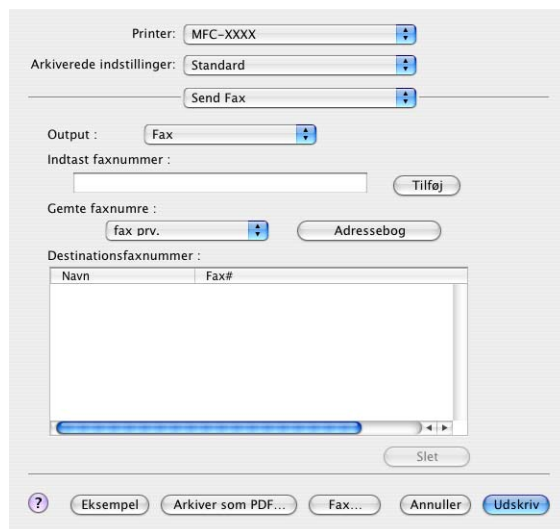 Printer: MFC-XXXX
Arkiverede indstillinger: Standard
Send Fax
Output : Fax
Indtast faxnummer :
Tilføj
Gemte faxnumre :
fax prv. Adressebog
Destinationsfaxnummer :
Navn Fax#
Slet
? Eksempel Arkiver som PDF... Fax... Annuller Udskriv